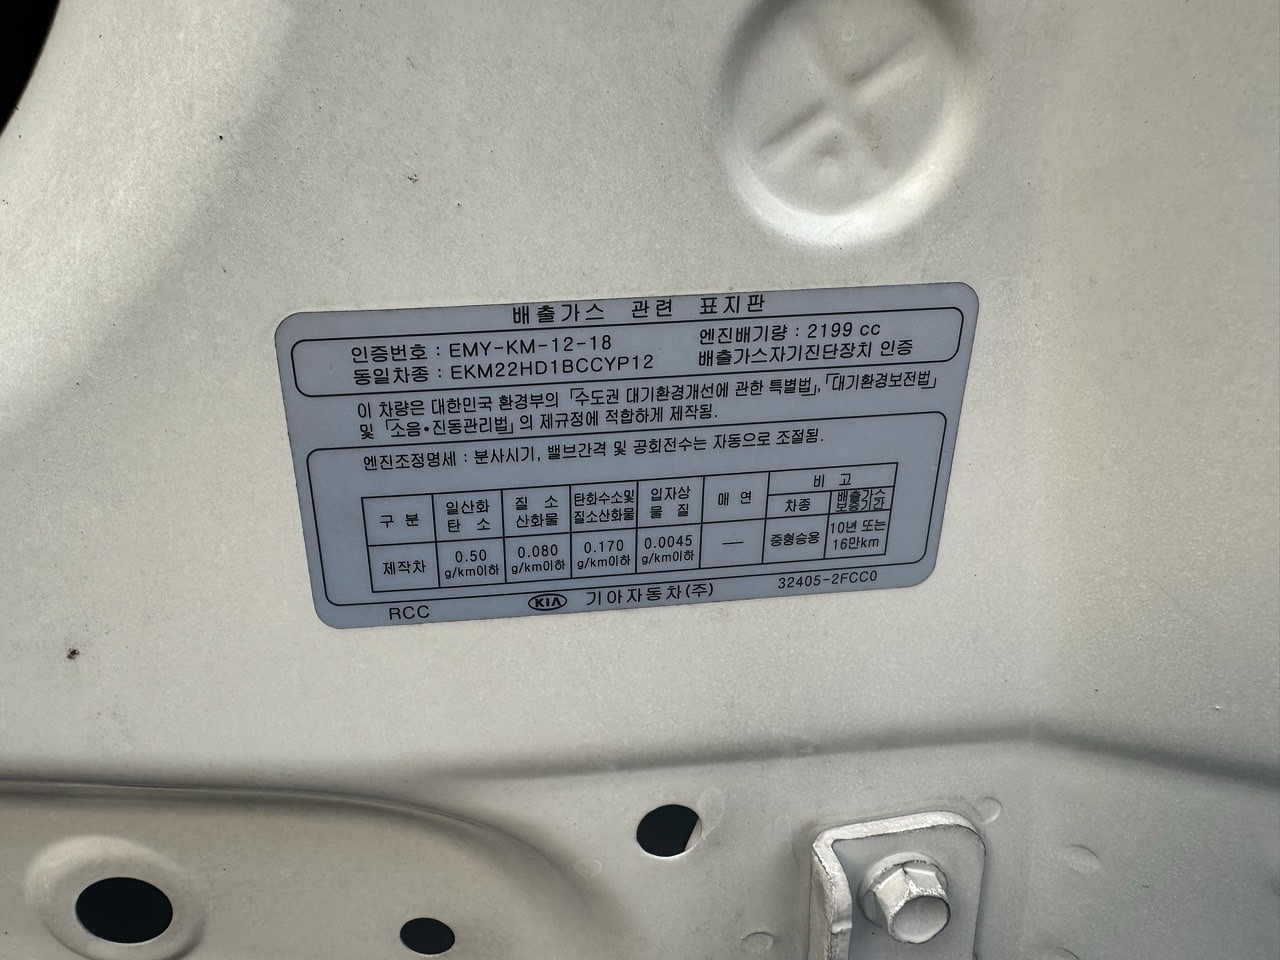 배출가스 관련 표지판
인증번호 : EMY-KM-12-18 엔진배기량 : 2199 cc
동일차종 : EKM22HD1BCCYP12 배출가스자기진단장치 인증
이 차량은 대한민국 환경부의 「수도권 대기환경개선에 관한 특별법」, 「대기환경보전법」
및 「소음•진동관리법」의 제규정에 적합하게 제작됨.
엔진조정명세 : 분사시기, 밸브간격 및 공회전수는 자동으로 조절됨.
구 분 일산화 탄 소 질 소 산화물 탄화수소및 질소산화물 입자상 물 질 매 연 비 고
차종 배출가스 보증기간
제작차 0.50 g/km이하 0.080 g/km이하 0.170 g/km이하 0.0045 g/km이하 — 중형승용 10년 또는 16만km
RCC KIA 기아자동차(주) 32405-2FCC0